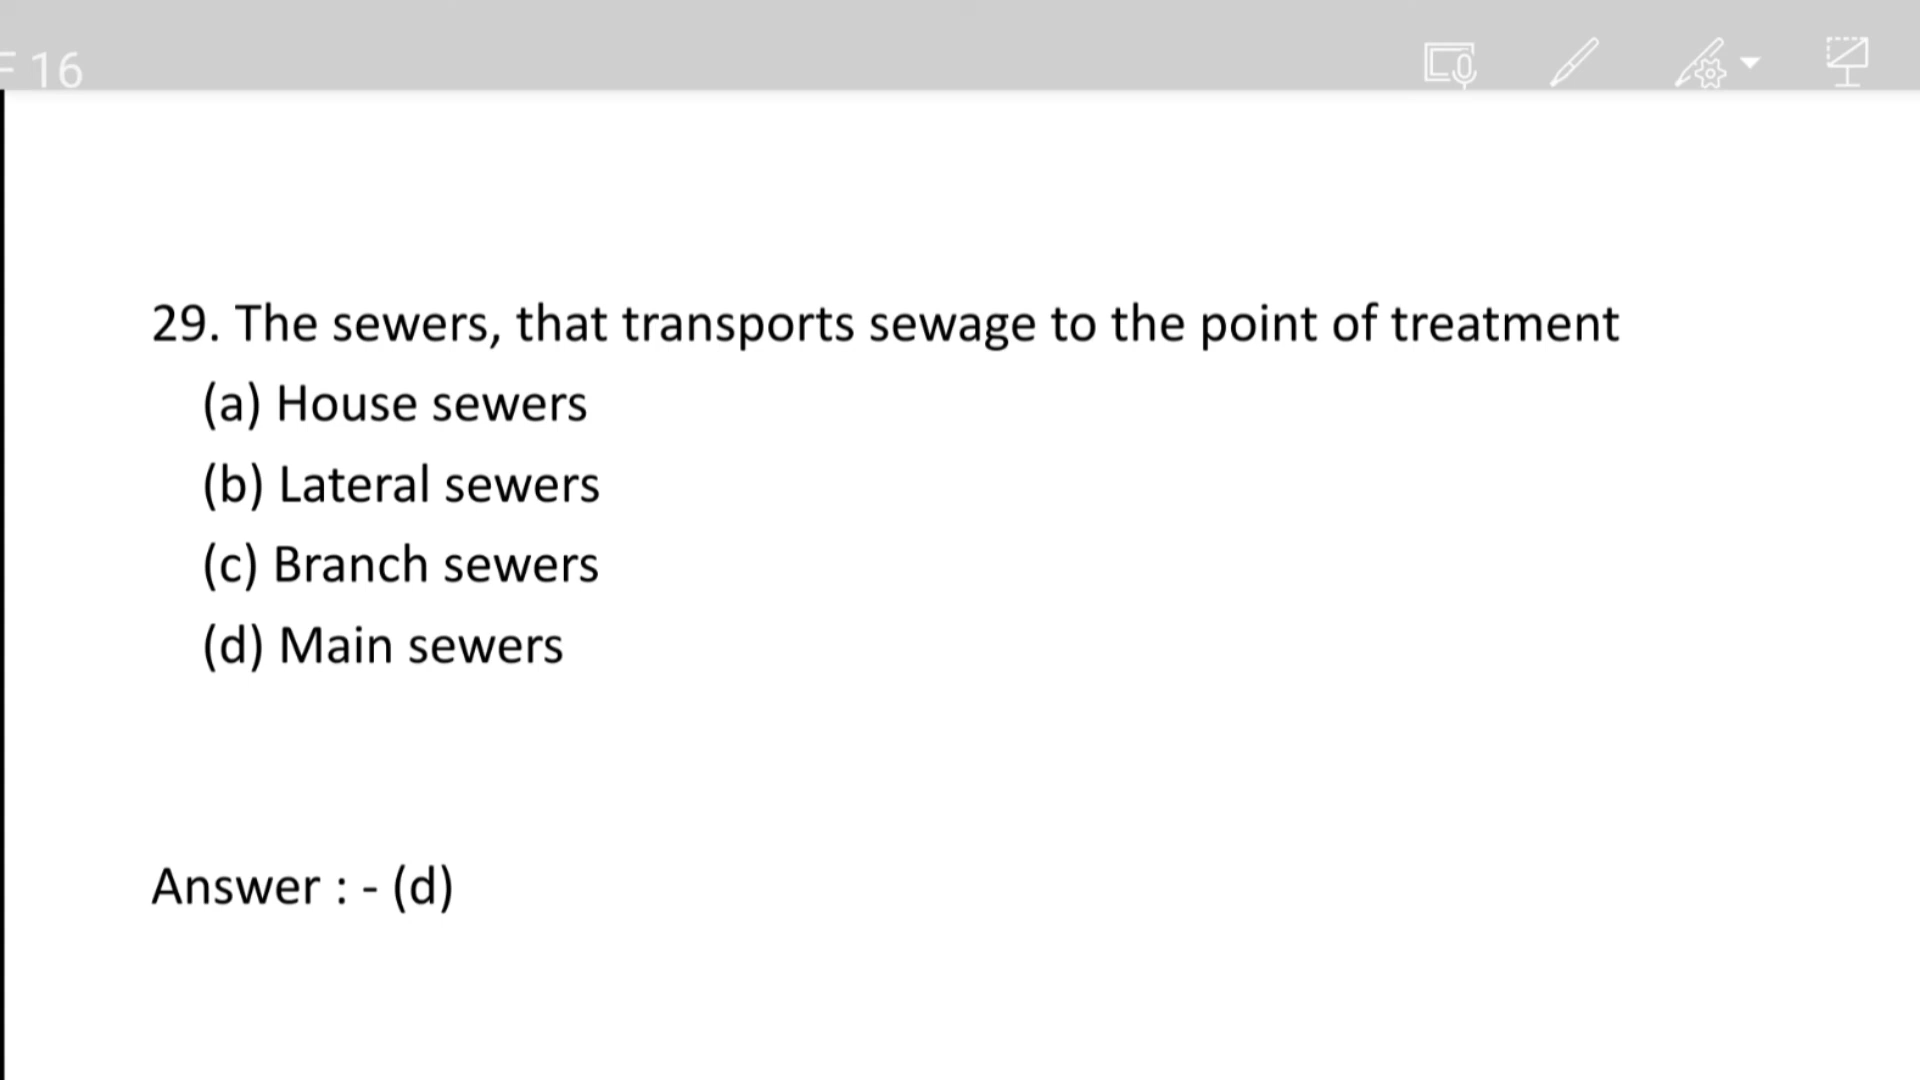 16
29. The sewers, that transports sewage to the point of treatment
(a) House sewers
(b) Lateral sewers
(c) Branch sewers
(d) Main sewers
Answer : - (d)